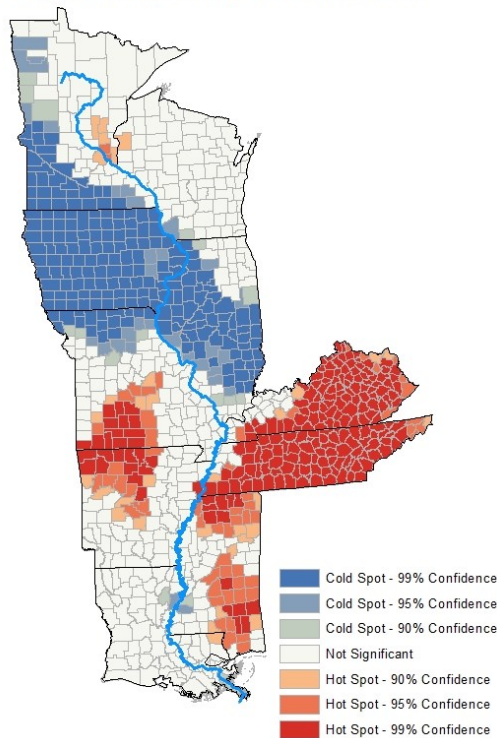 Cold Spot - 99% Confidence
Cold Spot - 95% Confidence
Cold Spot - 90% Confidence
Not Significant
Hot Spot - 90% Confidence
Hot Spot - 95% Confidence
Hot Spot - 99% Confidence